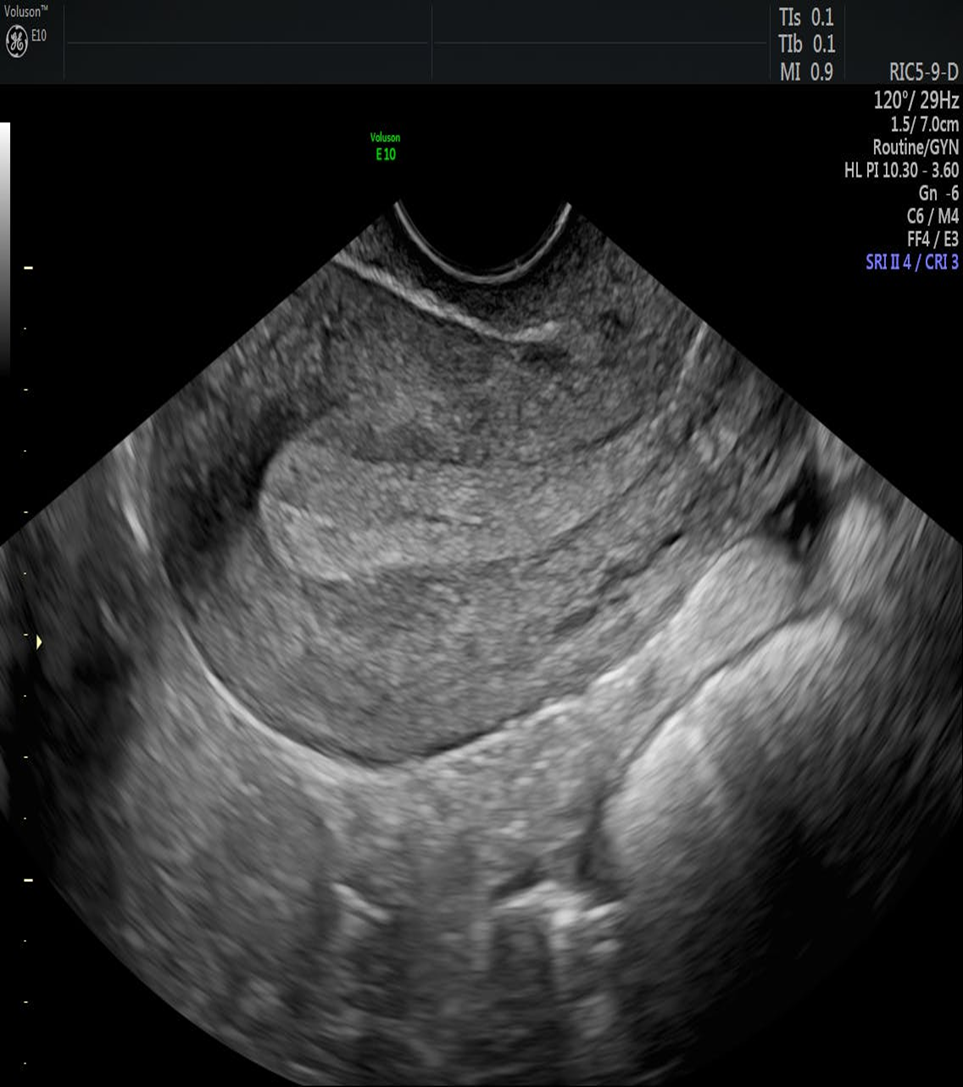 Voluson™
E10
TIs 0.1
TIb 0.1
MI 0.9
RIC5-9-D
120°/ 29Hz
1.5/ 7.0cm
Routine/GYN
HL PI 10.30 - 3.60
Gn -6
C6 / M4
FF4 / E3
SRI II 4 / CRI 3
Voluson
E 10